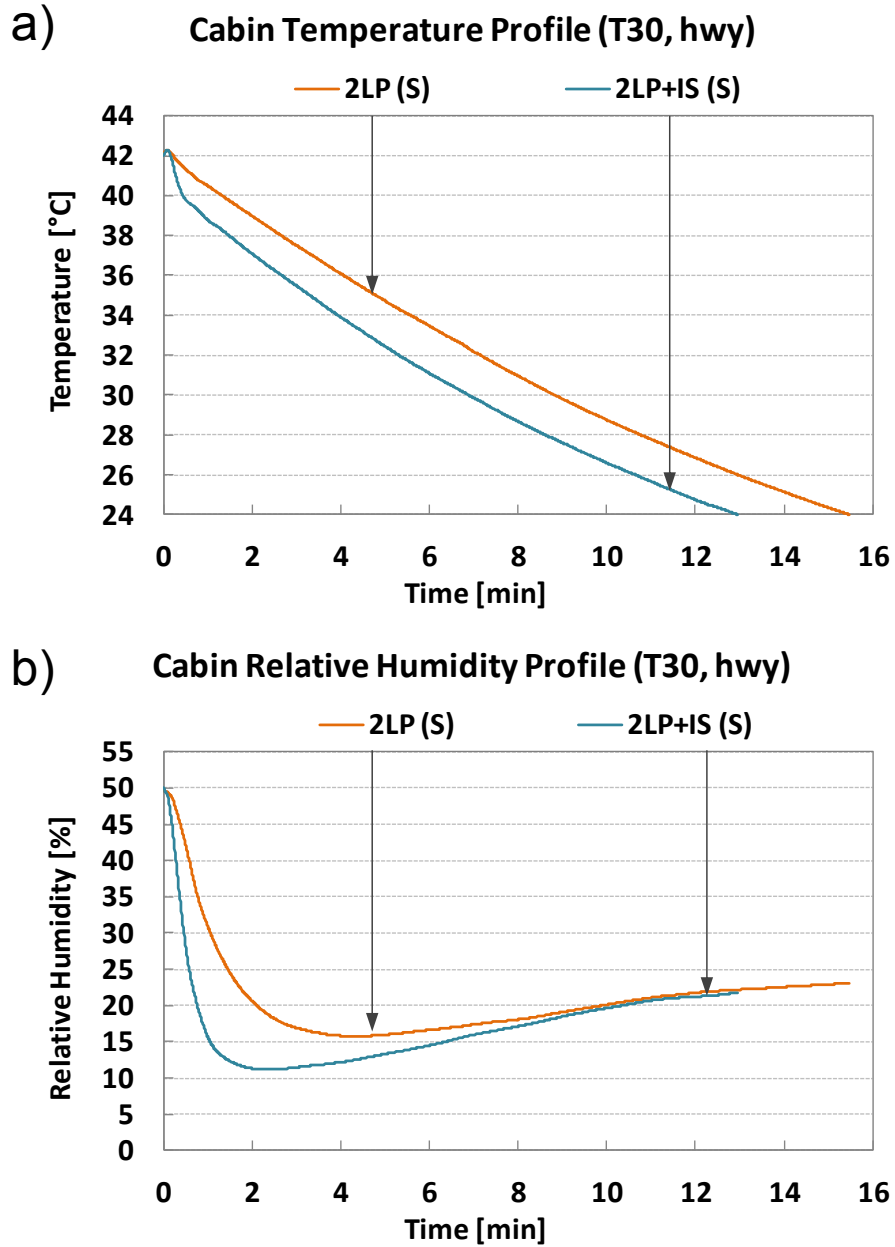 a)
Cabin Temperature Profile (T30, hwy)
2LP (S) 2LP+IS (S)
44
42
40
38
36
34
32
30
28
26
24
Temperature [°C]
0 2 4 6 8 10 12 14 16
Time [min]
b)
Cabin Relative Humidity Profile (T30, hwy)
2LP (S) 2LP+IS (S)
55
50
45
40
35
30
25
20
15
10
5
0
Relative Humidity [%]
0 2 4 6 8 10 12 14 16
Time [min]